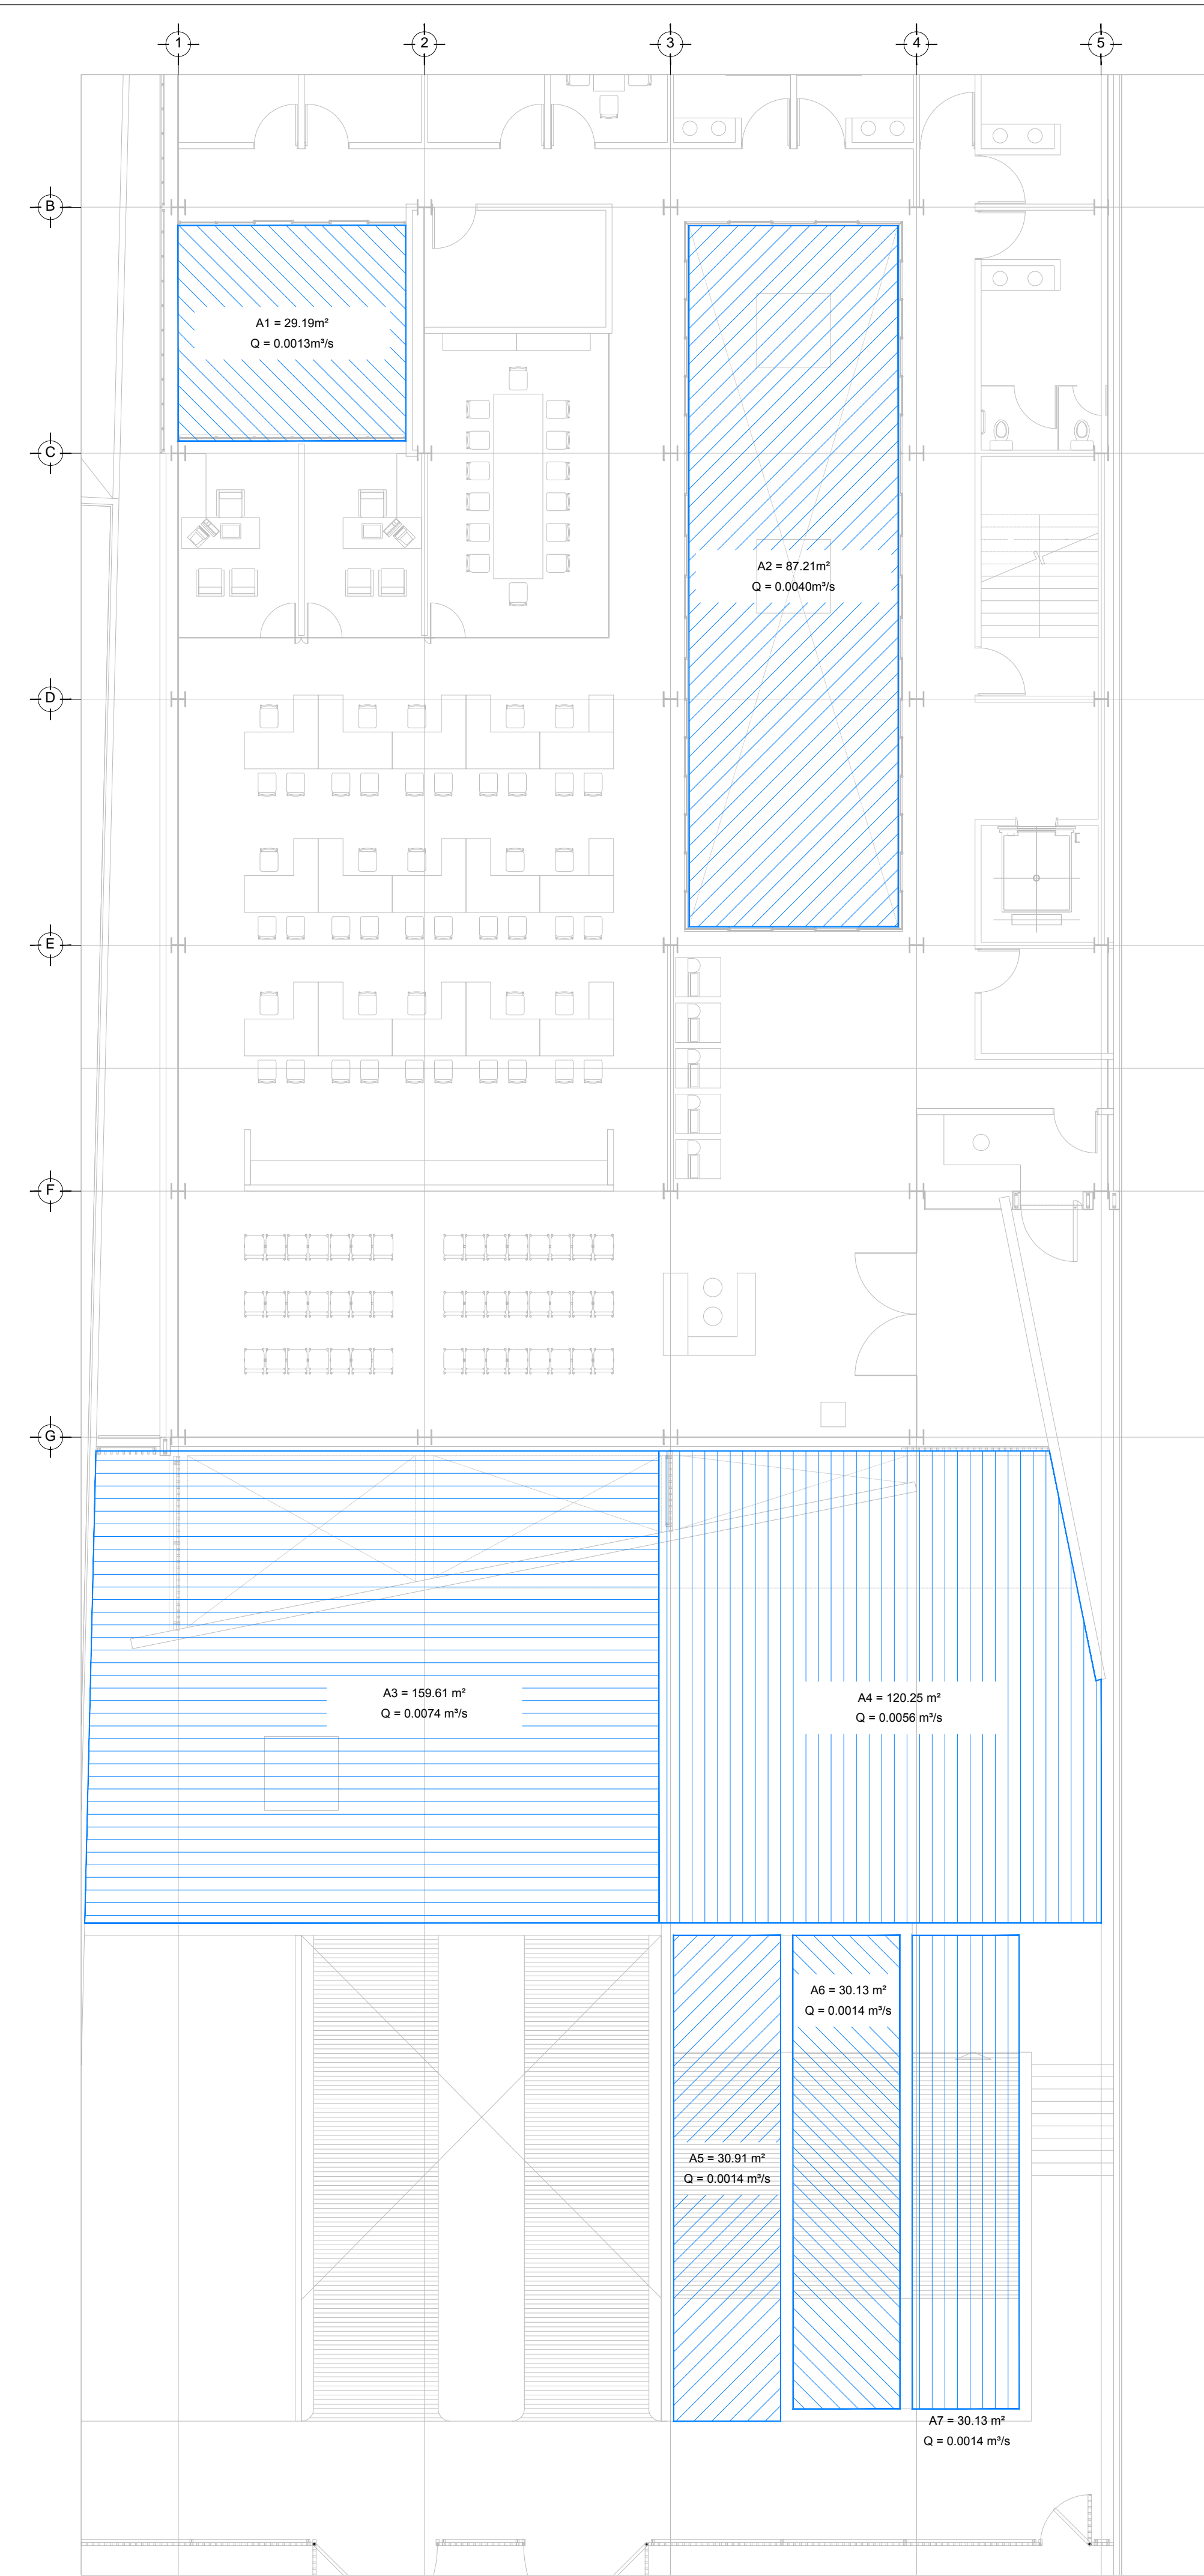 1
2
3
4
5
B
A1 = 29.19m²
Q = 0.0013m³/s
C
A2 = 87.21m²
Q = 0.0040m³/s
D
E
F
G
A3 = 159.61 m²
Q = 0.0074 m³/s
A4 = 120.25 m²
Q = 0.0056 m³/s
A6 = 30.13 m²
Q = 0.0014 m³/s
A5 = 30.91 m²
Q = 0.0014 m³/s
A7 = 30.13 m²
Q = 0.0014 m³/s